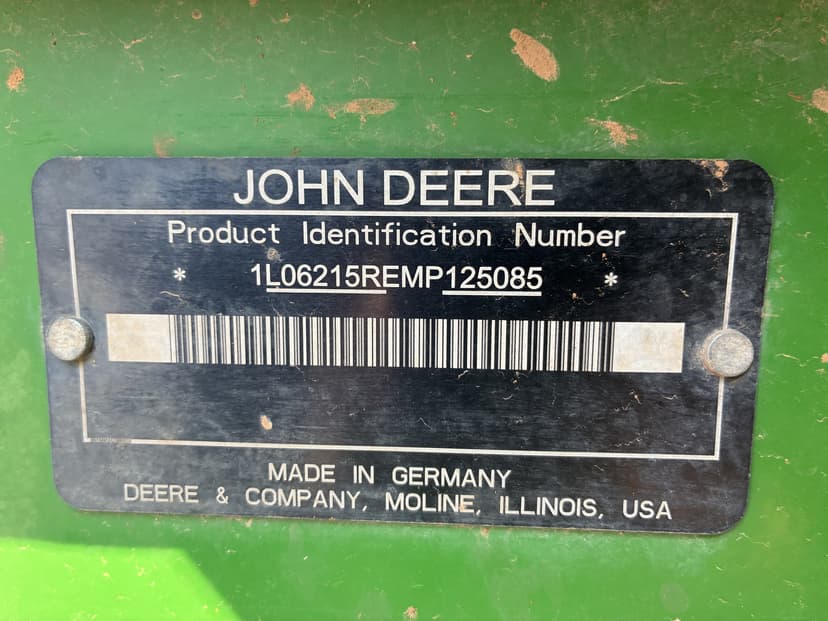 JOHN DEERE
Product Identification Number
* 1L06215REMP125085 *
MADE IN GERMANY
DEERE & COMPANY, MOLINE, ILLINOIS, USA